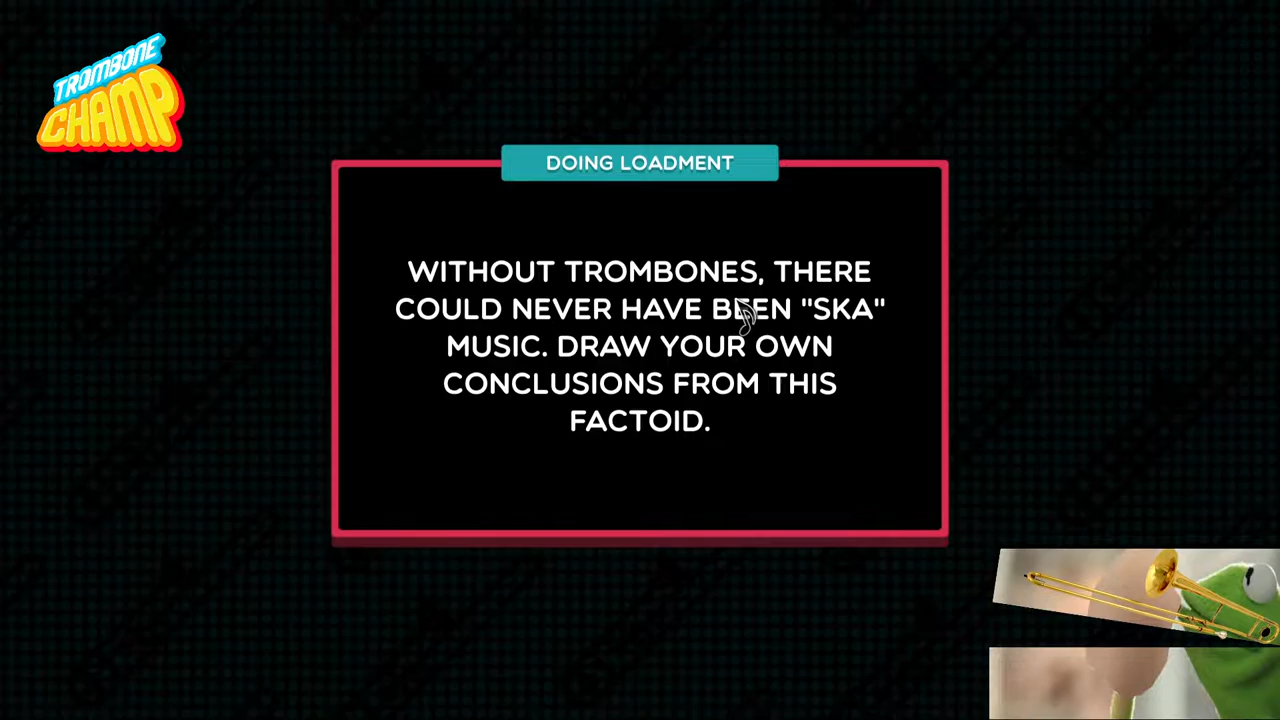 TROMBONE
CHAMP
DOING LOADMENT
WITHOUT TROMBONES, THERE
COULD NEVER HAVE BEEN "SKA"
MUSIC. DRAW YOUR OWN
CONCLUSIONS FROM THIS
FACTOID.